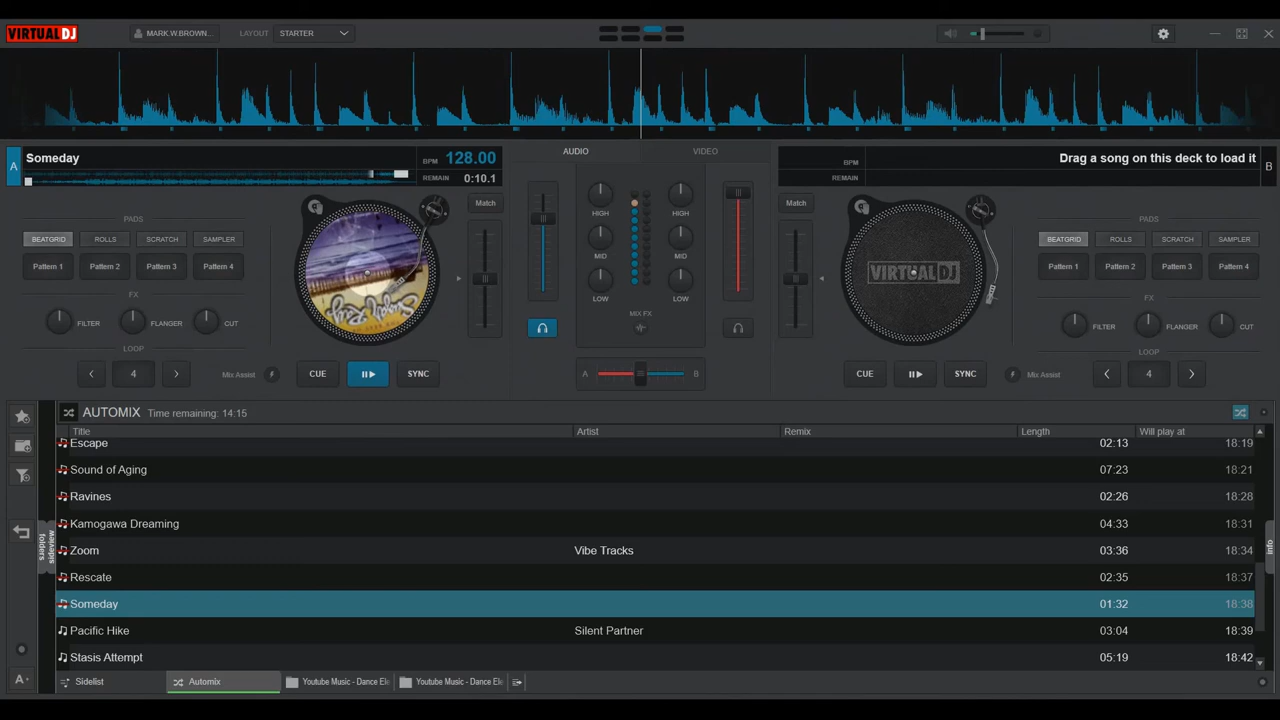 VIRTUALDJ
MARK.W.BROWN...
LAYOUT STARTER
A Someday BPM 128.00
REMAIN 0:10.1
AUDIO VIDEO
BPM Drag a song on this deck to load it B
REMAIN
PADS
BEATGRID ROLLS SCRATCH SAMPLER
Pattern 1 Pattern 2 Pattern 3 Pattern 4
FX
FILTER FLANGER CUT
LOOP
4
Mix Assist
CUE
SYNC
Match
HIGH HIGH
MID MID
LOW LOW
MIX FX
A B
Match
VIRTUALDJ
PADS
BEATGRID ROLLS SCRATCH SAMPLER
Pattern 1 Pattern 2 Pattern 3 Pattern 4
FX
FILTER FLANGER CUT
LOOP
CUE
SYNC
Mix Assist
4
AUTOMIX Time remaining: 14:15
Title Artist Remix Length Will play at
Escape 02:13 18:19
Sound of Aging 07:23 18:21
Ravines 02:26 18:28
Kamogawa Dreaming 04:33 18:31
Zoom Vibe Tracks 03:36 18:34
Rescate 02:35 18:37
Someday 01:32 18:38
Pacific Hike Silent Partner 03:04 18:39
Stasis Attempt 05:19 18:42
folders
sideview
info
A
Sidelist Automix Youtube Music - Dance Ele Youtube Music - Dance Ele